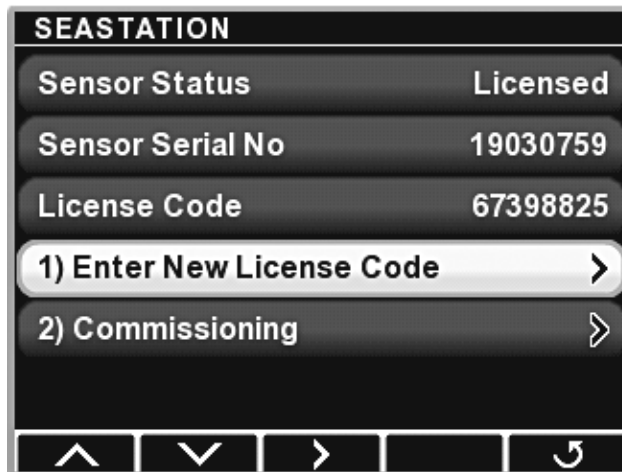 SEASTATION
Sensor Status Licensed
Sensor Serial No 19030759
License Code 67398825
1) Enter New License Code
2) Commissioning